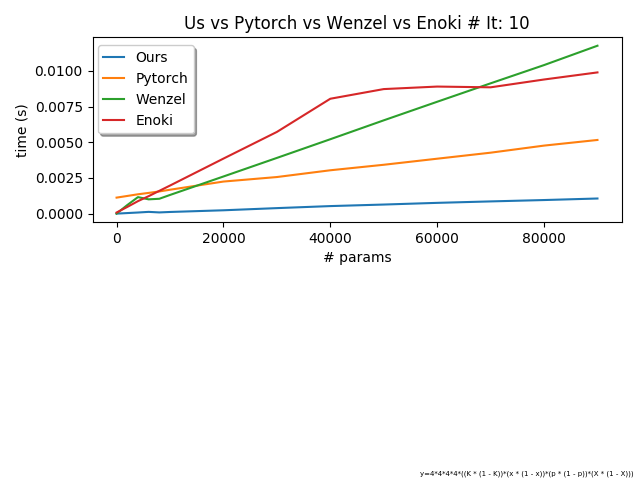 Us vs Pytorch vs Wenzel vs Enoki # It: 10
Ours
Pytorch
Wenzel
Enoki
time (s)
0.0100
0.0075
0.0050
0.0025
0.0000
0 20000 40000 60000 80000
# params
y=4*4*4*4*((K * (1 - K))*(x * (1 - x))*(p * (1 - p))*(X * (1 - X)))